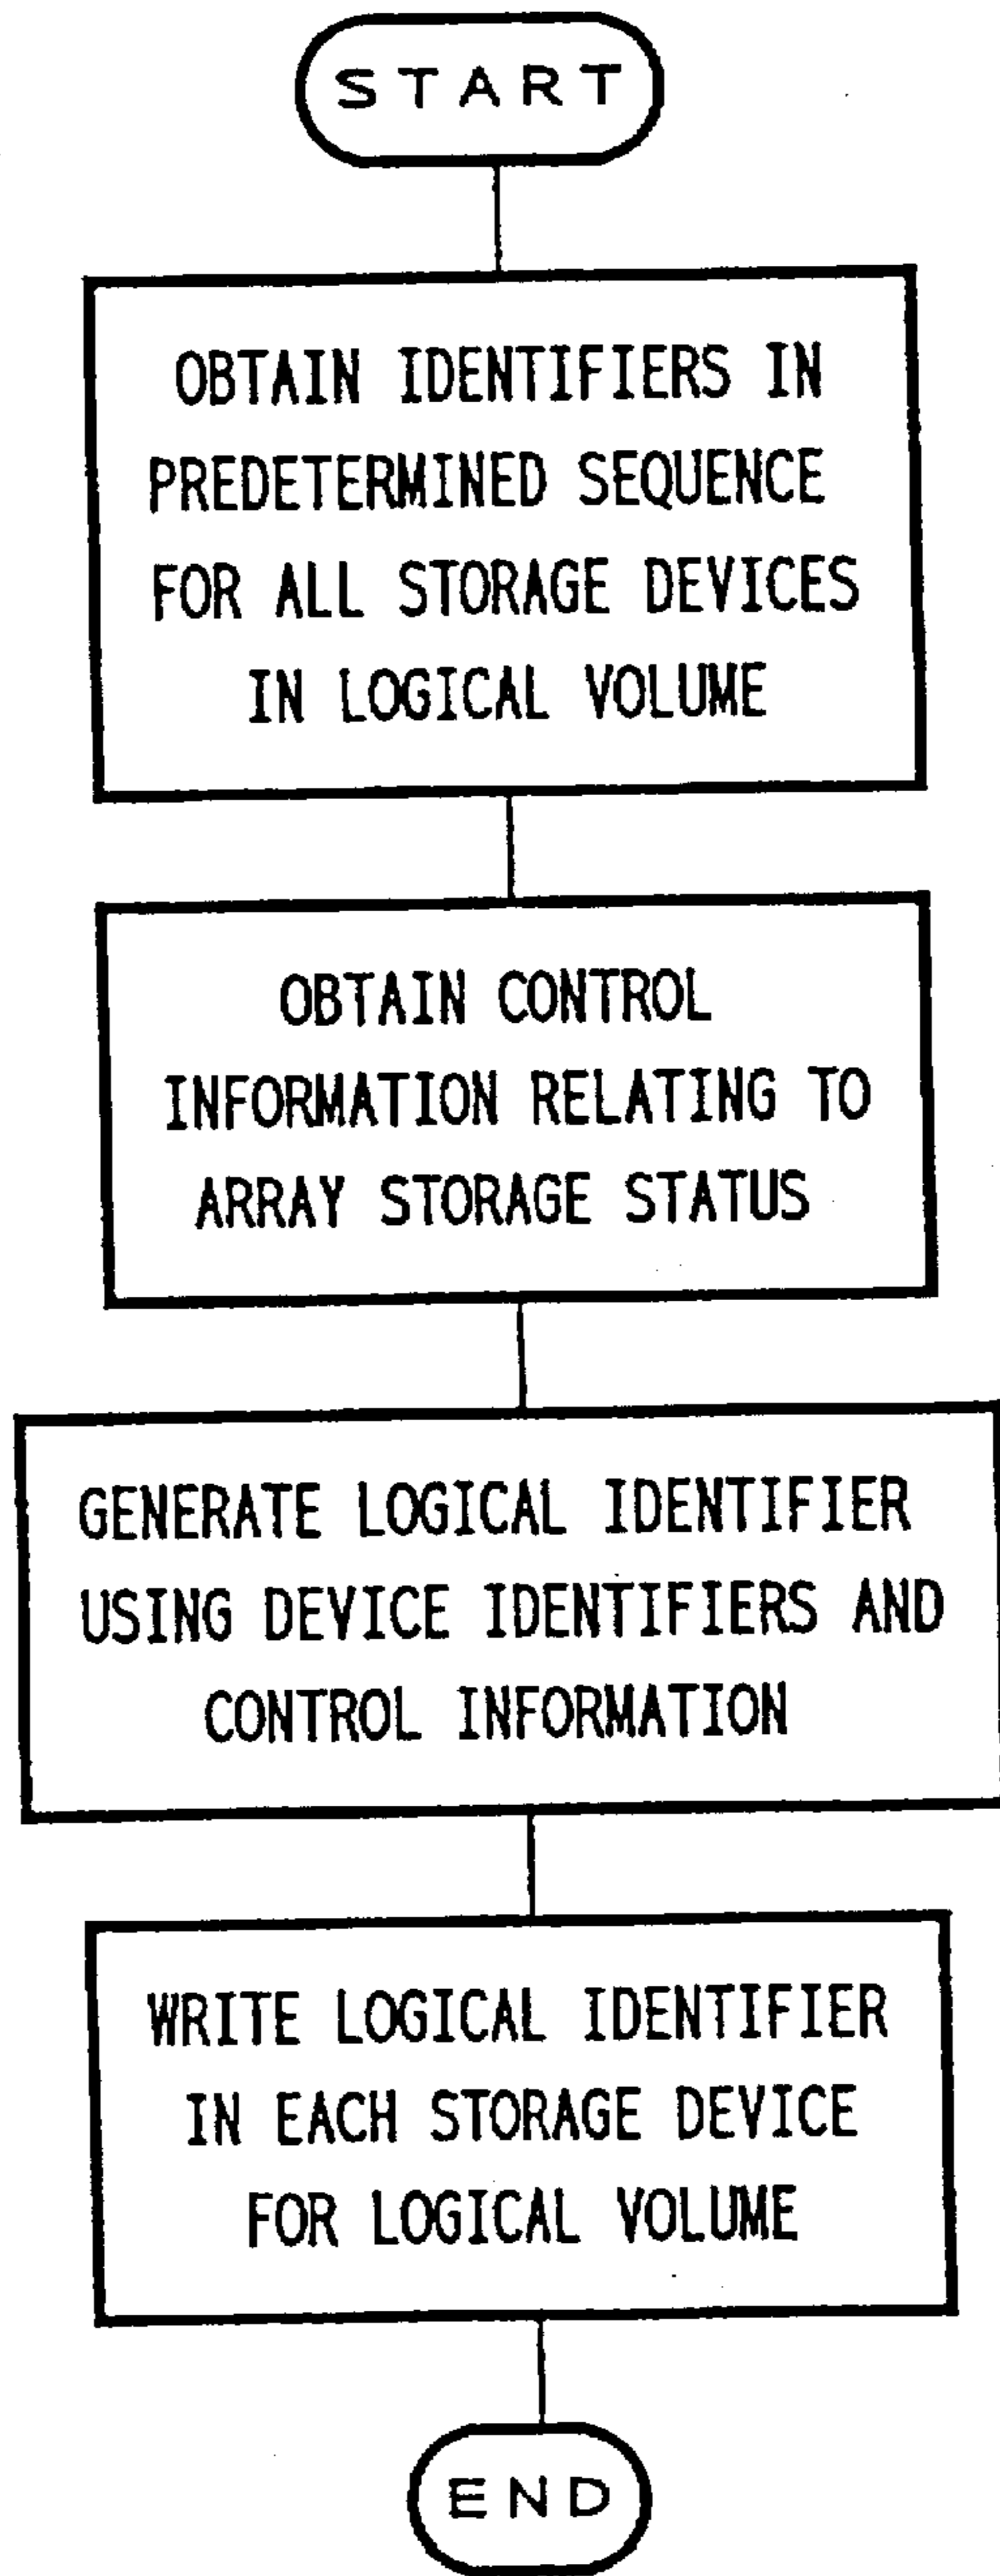 START
OBTAIN IDENTIFIERS IN
PREDETERMINED SEQUENCE
FOR ALL STORAGE DEVICES
IN LOGICAL VOLUME
OBTAIN CONTROL
INFORMATION RELATING TO
ARRAY STORAGE STATUS
GENERATE LOGICAL IDENTIFIER
USING DEVICE IDENTIFIERS AND
CONTROL INFORMATION
WRITE LOGICAL IDENTIFIER
IN EACH STORAGE DEVICE
FOR LOGICAL VOLUME
END